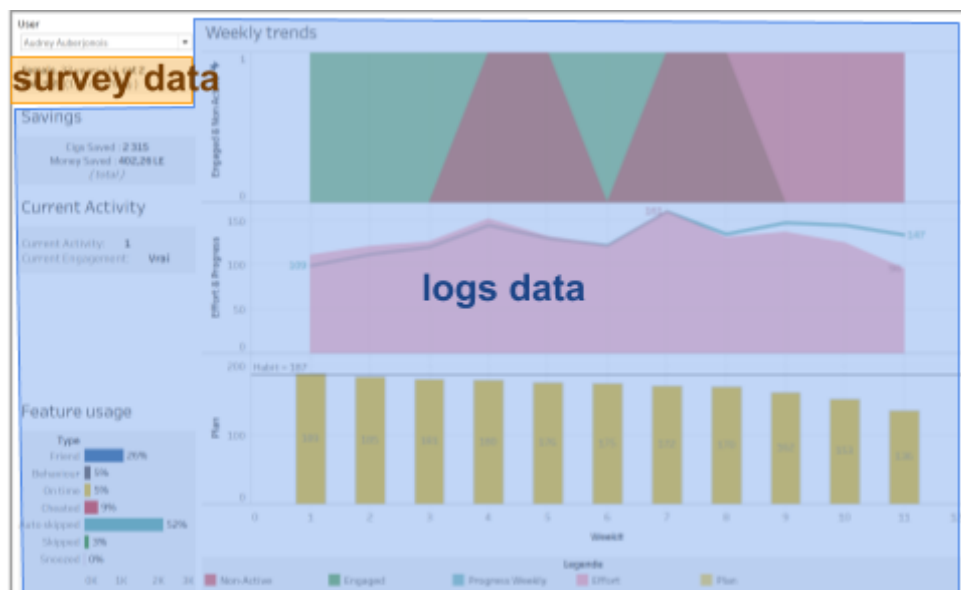 User
Audrey Auberjonois
survey data
Savings
Cigs Saved : 2 315
Money Saved : 402,26 LE
(total)
Current Activity
Current Activity: 1
Current Engagement: Vrai
Feature usage
Type
Friend 26%
Behaviour 5%
On time 5%
Cheated 9%
Auto skipped 52%
Skipped 3%
Snoozed 0%
0K 1K 2K 3K
Weekly trends
Engaged & Non-Act
1
0
logs data
Effort & Progress
150
100
50
0
109
147
Plan
200
100
0
Habit = 187
0 1 2 3 4 5 6 7 8 9 10 11
Week#
Legends
Non-Active Engaged Progress Weekly Effort Plan